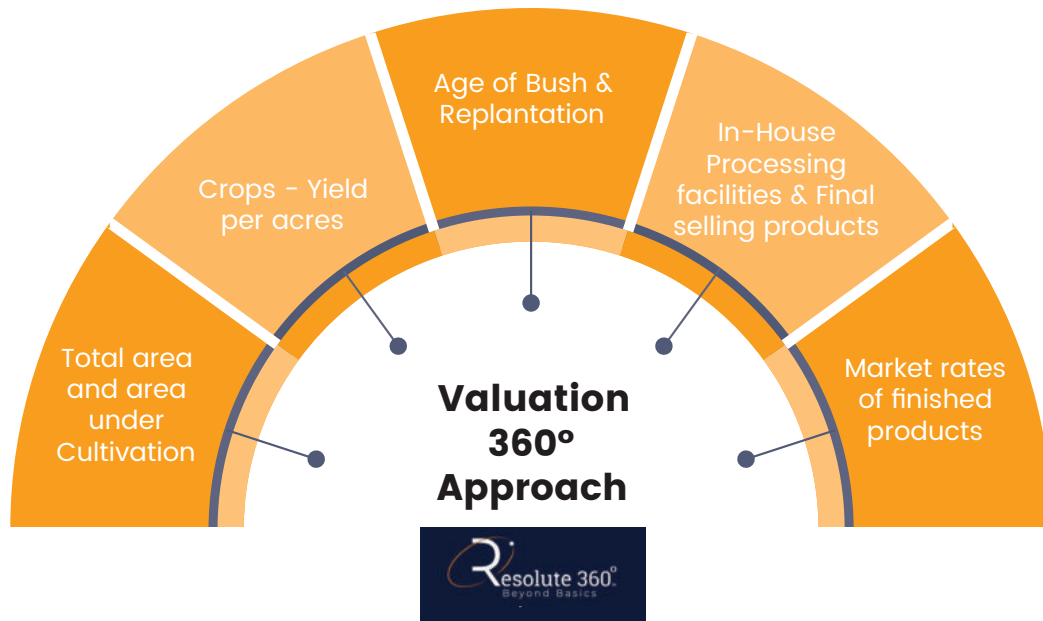 Age of Bush &
Replantation
In-House
Processing
facilities & Final
selling products
Crops - Yield
per acres
Total area
and area
under
Cultivation
Market rates
of finished
products
Valuation
360°
Approach
Resolute 360°
Beyond Basics